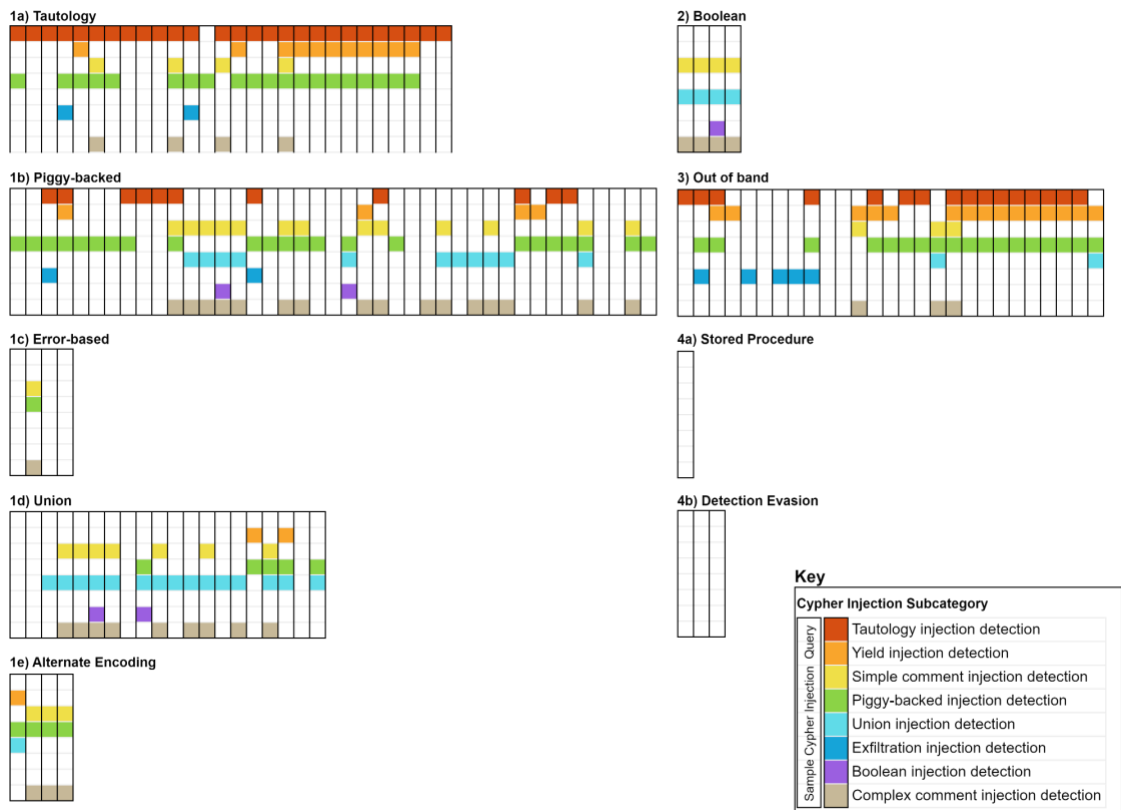 1a) Tautology
2) Boolean
1b) Piggy-backed
3) Out of band
1c) Error-based
4a) Stored Procedure
1d) Union
4b) Detection Evasion
1e) Alternate Encoding
Key
Cypher Injection Subcategory
Sample Cypher Injection Query
Tautology injection detection
Yield injection detection
Simple comment injection detection
Piggy-backed injection detection
Union injection detection
Exfiltration injection detection
Boolean injection detection
Complex comment injection detection